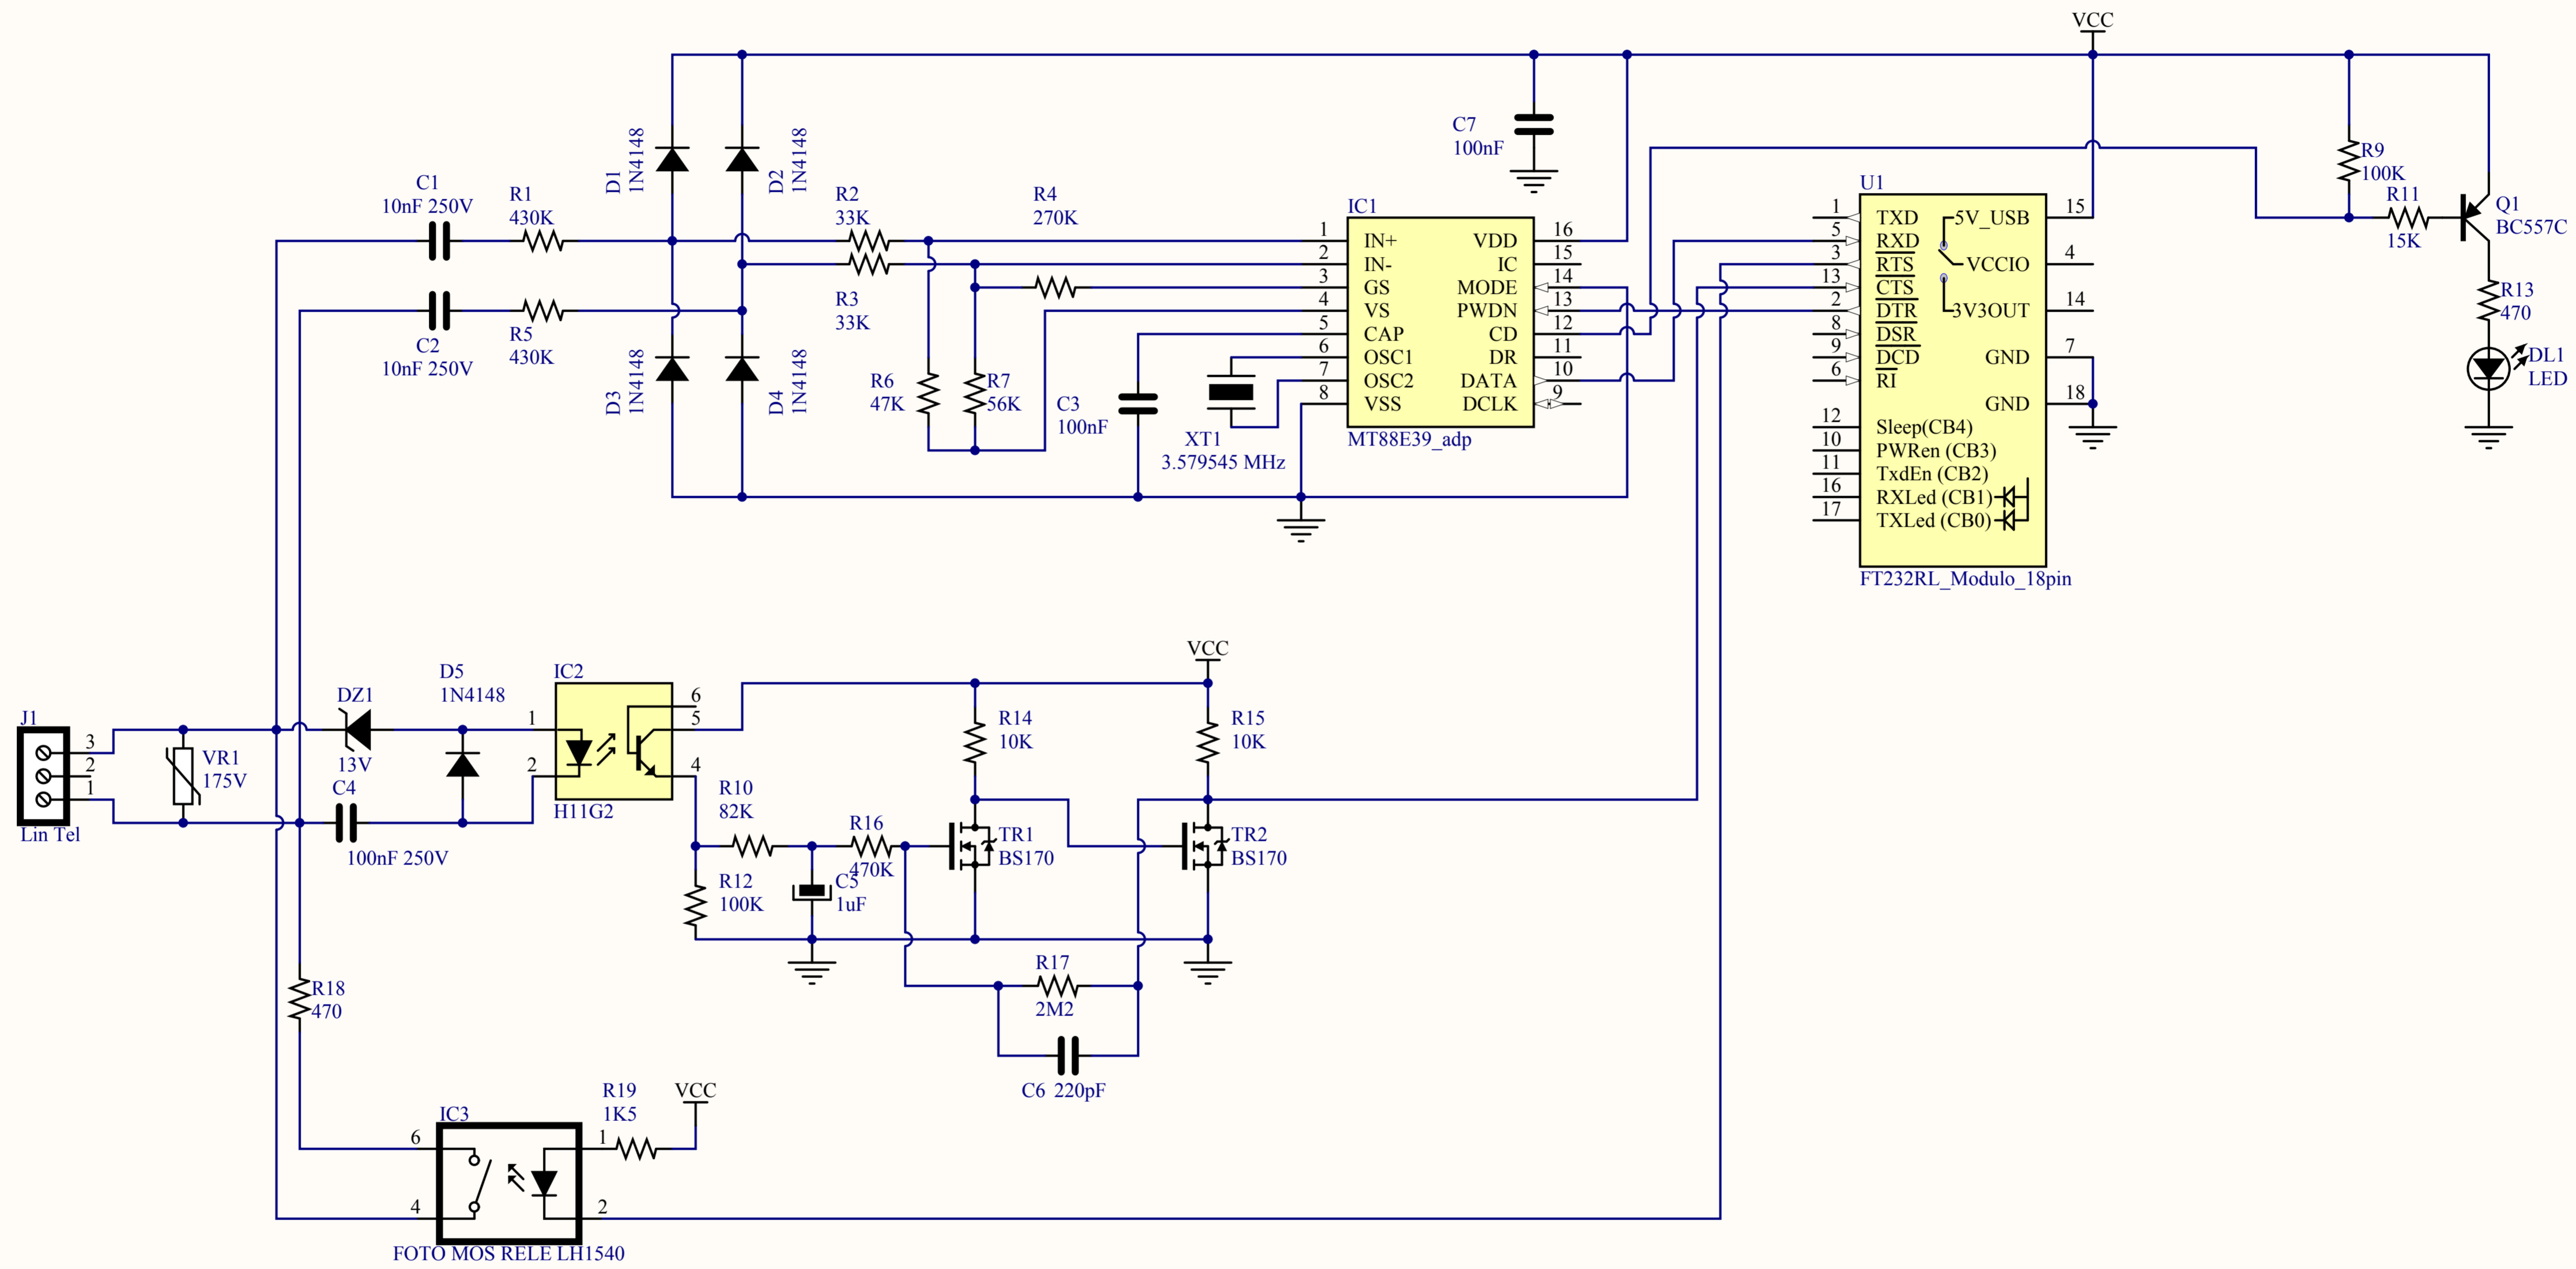 VCC
D1
1N4148
D2
1N4148
C7
100nF
R9
100K
C1
10nF 250V
R1
430K
R2
33K
R4
270K
IC1
U1
R11
15K
Q1
BC557C
1 IN+ VDD 16
2 IN- IC 15
3 GS MODE 14
4 VS PWDN 13
5 CAP CD 12
6 OSC1 DR 11
7 OSC2 DATA 10
8 VSS DCLK 9
MT88E39_adp
1 TXD 5V_USB 15
5 RXD
3 RTS VCCIO 4
13 CTS
2 DTR 3V3OUT 14
8 DSR
9 DCD GND 7
6 RI
GND 18
12 Sleep(CB4)
10 PWRen (CB3)
11 TxdEn (CB2)
16 RXLed (CB1)
17 TXLed (CB0)
FT232RL_Modulo_18pin
R13
470
DL1
LED
C2
10nF 250V
R5
430K
R3
33K
D3
1N4148
D4
1N4148
R6
47K
R7
56K
C3
100nF
XT1
3.579545 MHz
VCC
J1
3
2
1
Lin Tel
VR1
175V
DZ1
13V
D5
1N4148
C4
100nF 250V
IC2
1
2
6
5
4
H11G2
R14
10K
R15
10K
R10
82K
R16
470K
R12
100K
C5
1uF
TR1
BS170
TR2
BS170
R17
2M2
C6 220pF
R18
470
R19
1K5
VCC
IC3
6
4
1
2
FOTO MOS RELE LH1540